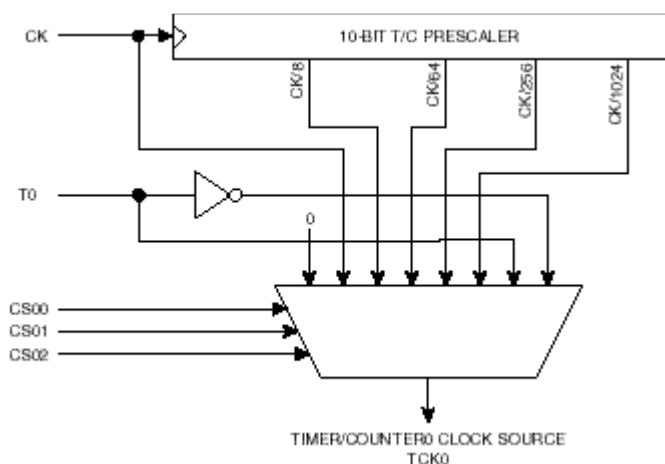 CK
10-BIT T/C PRESCALER
CK/8
CK/64
CK/256
CK/1024
T0
0
CS00
CS01
CS02
TIMER/COUNTER0 CLOCK SOURCE
TCK0